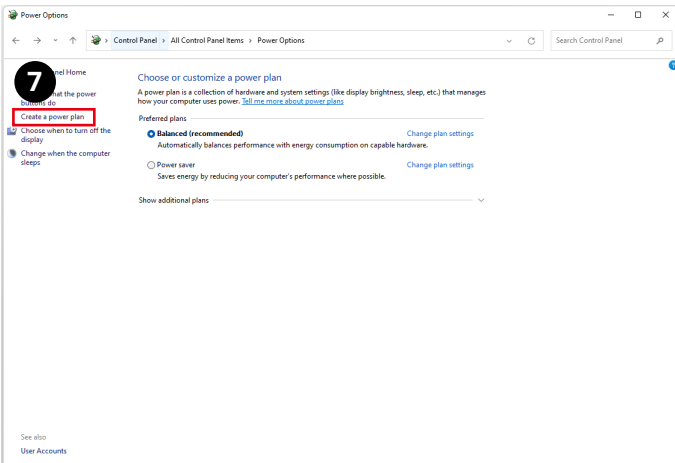 Power Options
Control Panel > All Control Panel Items > Power Options
Search Control Panel
7
nel Home
hat the power
buttons do
Create a power plan
Choose when to turn off the
display
Change when the computer
sleeps
Choose or customize a power plan
A power plan is a collection of hardware and system settings (like display brightness, sleep, etc.) that manages
how your computer uses power. Tell me more about power plans
Preferred plans
Balanced (recommended)
Change plan settings
Automatically balances performance with energy consumption on capable hardware.
Power saver
Change plan settings
Saves energy by reducing your computer's performance where possible.
Show additional plans
See also
User Accounts